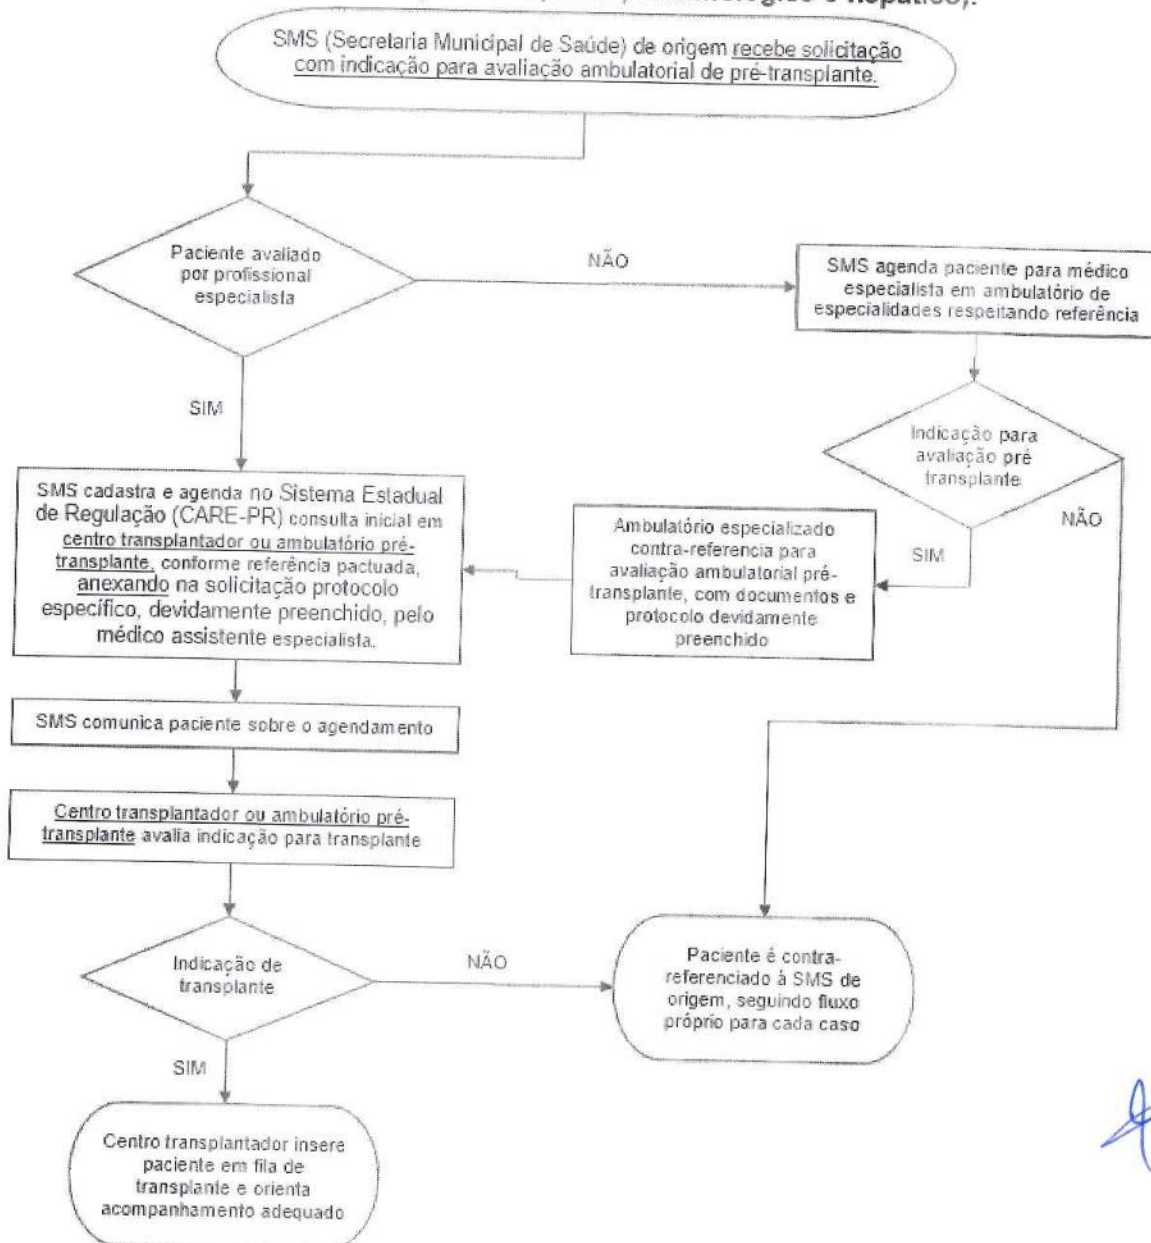 hepático).
SMS (Secretaria Municipal de Saúde) de origem recebe solicitação
com indicação para avaliação ambulatorial de pré-transplante.
Paciente avaliado
por profissional
especialista
NÃO
SMS agenda paciente para médico
especialista em ambulatório de
especialidades respeitando referência
SIM
Indicação para
avaliação pré
transplante
NÃO
SIM
SMS cadastra e agenda no Sistema Estadual
de Regulação (CARE-PR) consulta inicial em
centro transplantador ou ambulatório pré-
transplante, conforme referência pactuada,
anexando na solicitação protocolo
específico, devidamente preenchido, pelo
médico assistente especialista.
Ambulatório especializado
contra-referencia para
avaliação ambulatorial pré-
transplante, com documentos e
protocolo devidamente
preenchido
SMS comunica paciente sobre o agendamento
Centro transplantador ou ambulatório pré-
transplante avalia indicação para transplante
Indicação de
transplante
NÃO
Paciente é contra-
referenciado à SMS de
origem, seguindo fluxo
próprio para cada caso
SIM
Centro transplantador insere
paciente em fila de
transplante e orienta
acompanhamento adequado